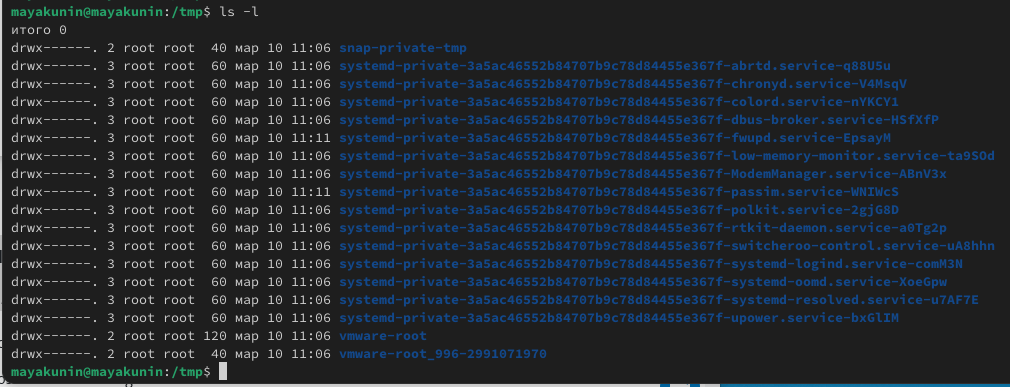 mayakunin@mayakunin:/tmp$ ls -l
итого 0
drwx------. 2 root root  40 мар 10 11:06 snap-private-tmp
drwx------. 3 root root  60 мар 10 11:06 systemd-private-3a5ac46552b84707b9c78d84455e367f-abrtd.service-q88U5u
drwx------. 3 root root  60 мар 10 11:06 systemd-private-3a5ac46552b84707b9c78d84455e367f-chronyd.service-V4MsqV
drwx------. 3 root root  60 мар 10 11:06 systemd-private-3a5ac46552b84707b9c78d84455e367f-colord.service-nYKCY1
drwx------. 3 root root  60 мар 10 11:06 systemd-private-3a5ac46552b84707b9c78d84455e367f-dbus-broker.service-HSfXfP
drwx------. 3 root root  60 мар 10 11:11 systemd-private-3a5ac46552b84707b9c78d84455e367f-fwupd.service-EpsayM
drwx------. 3 root root  60 мар 10 11:06 systemd-private-3a5ac46552b84707b9c78d84455e367f-low-memory-monitor.service-ta9SOd
drwx------. 3 root root  60 мар 10 11:06 systemd-private-3a5ac46552b84707b9c78d84455e367f-ModemManager.service-ABnV3x
drwx------. 3 root root  60 мар 10 11:11 systemd-private-3a5ac46552b84707b9c78d84455e367f-passim.service-WNIWcS
drwx------. 3 root root  60 мар 10 11:06 systemd-private-3a5ac46552b84707b9c78d84455e367f-polkit.service-2gjG8D
drwx------. 3 root root  60 мар 10 11:06 systemd-private-3a5ac46552b84707b9c78d84455e367f-rtkit-daemon.service-a0Tg2p
drwx------. 3 root root  60 мар 10 11:06 systemd-private-3a5ac46552b84707b9c78d84455e367f-switcheroo-control.service-uA8hhn
drwx------. 3 root root  60 мар 10 11:06 systemd-private-3a5ac46552b84707b9c78d84455e367f-systemd-logind.service-comM3N
drwx------. 3 root root  60 мар 10 11:06 systemd-private-3a5ac46552b84707b9c78d84455e367f-systemd-oomd.service-XoeGpw
drwx------. 3 root root  60 мар 10 11:06 systemd-private-3a5ac46552b84707b9c78d84455e367f-systemd-resolved.service-u7AF7E
drwx------. 3 root root  60 мар 10 11:06 systemd-private-3a5ac46552b84707b9c78d84455e367f-upower.service-bxGlIM
drwx------. 2 root root 120 мар 10 11:06 vmware-root
drwx------. 2 root root  40 мар 10 11:06 vmware-root_996-2991071970
mayakunin@mayakunin:/tmp$